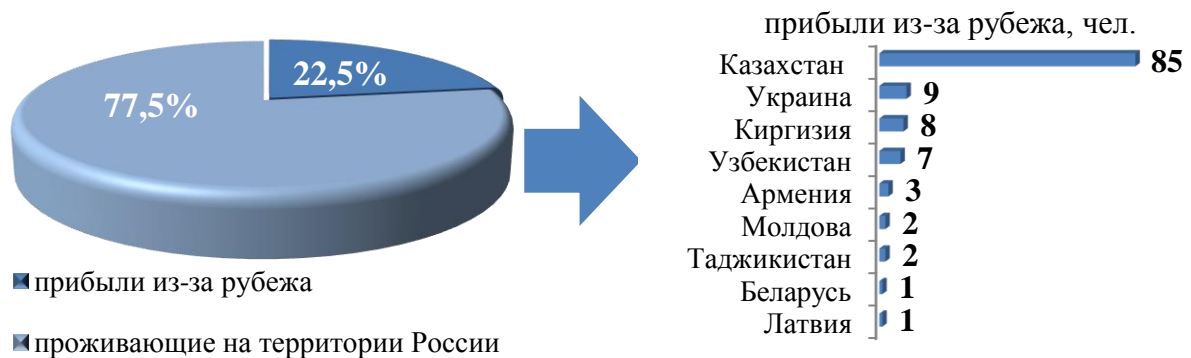 22,5%
77,5%
прибыли из-за рубежа
проживающие на территории России
прибыли из-за рубежа, чел.
Казахстан 85
Украина 9
Киргизия 8
Узбекистан 7
Армения 3
Молдова 2
Таджикистан 2
Беларусь 1
Латвия 1